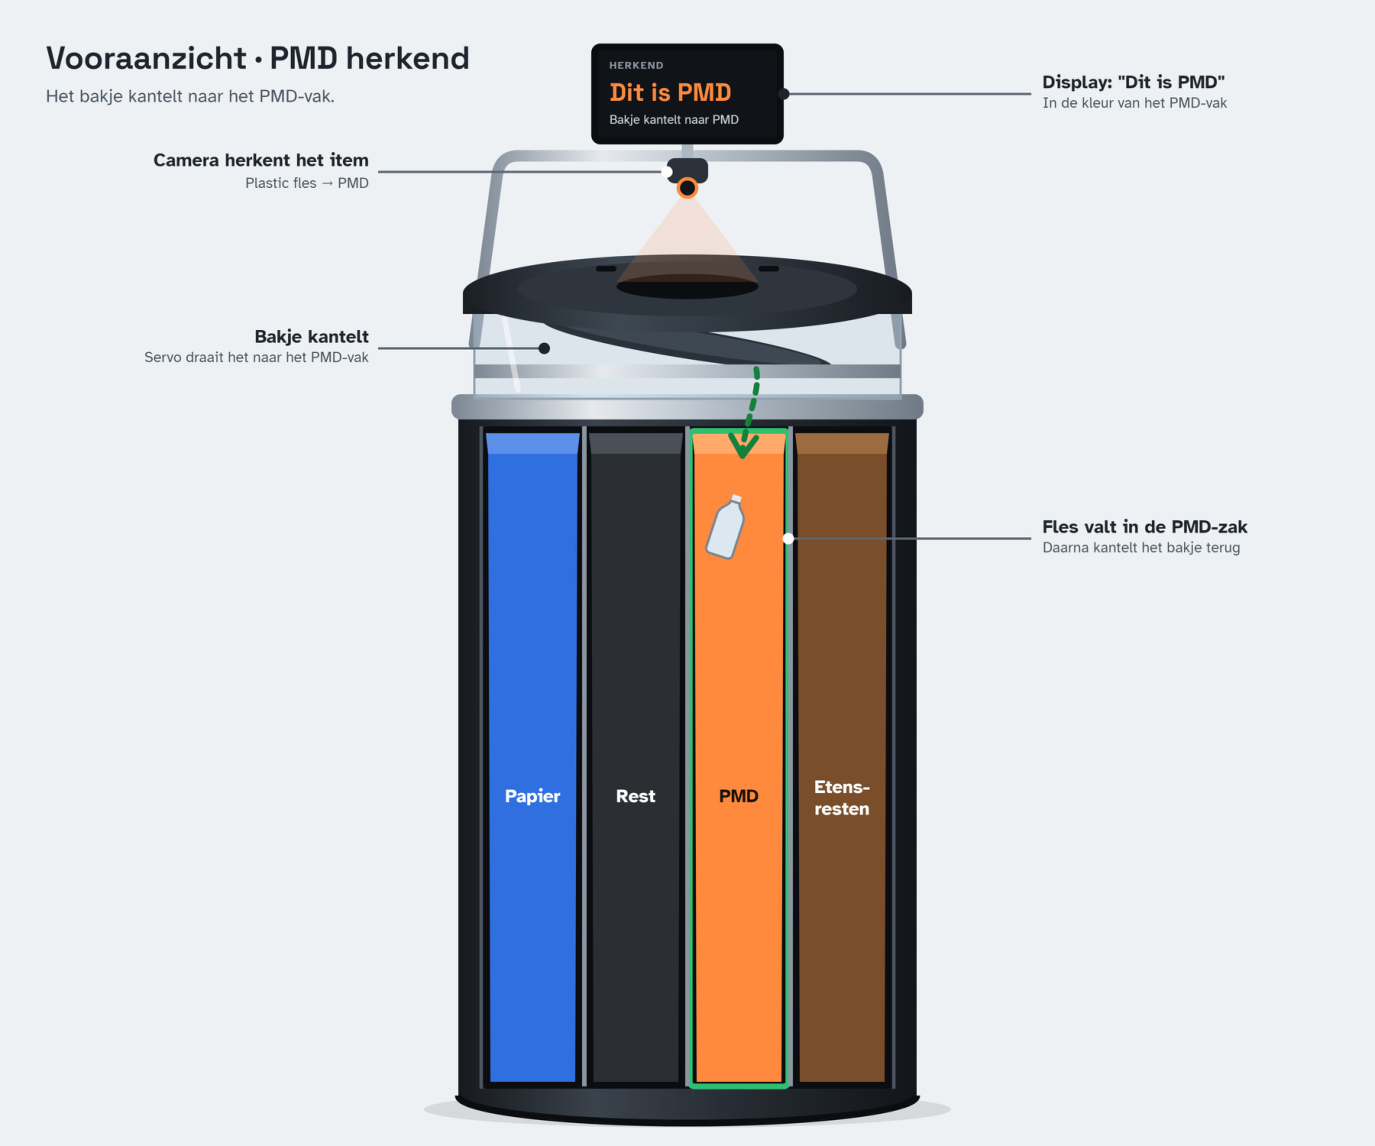 Vooraanzicht · PMD herkend
Het bakje kantelt naar het PMD-vak.
HERKEND
Dit is PMD
Bakje kantelt naar PMD
Display: "Dit is PMD"
In de kleur van het PMD-vak
Camera herkent het item
Plastic fles → PMD
Bakje kantelt
Servo draait het naar het PMD-vak
Fles valt in de PMD-zak
Daarna kantelt het bakje terug
Papier
Rest
PMD
Etens-
resten